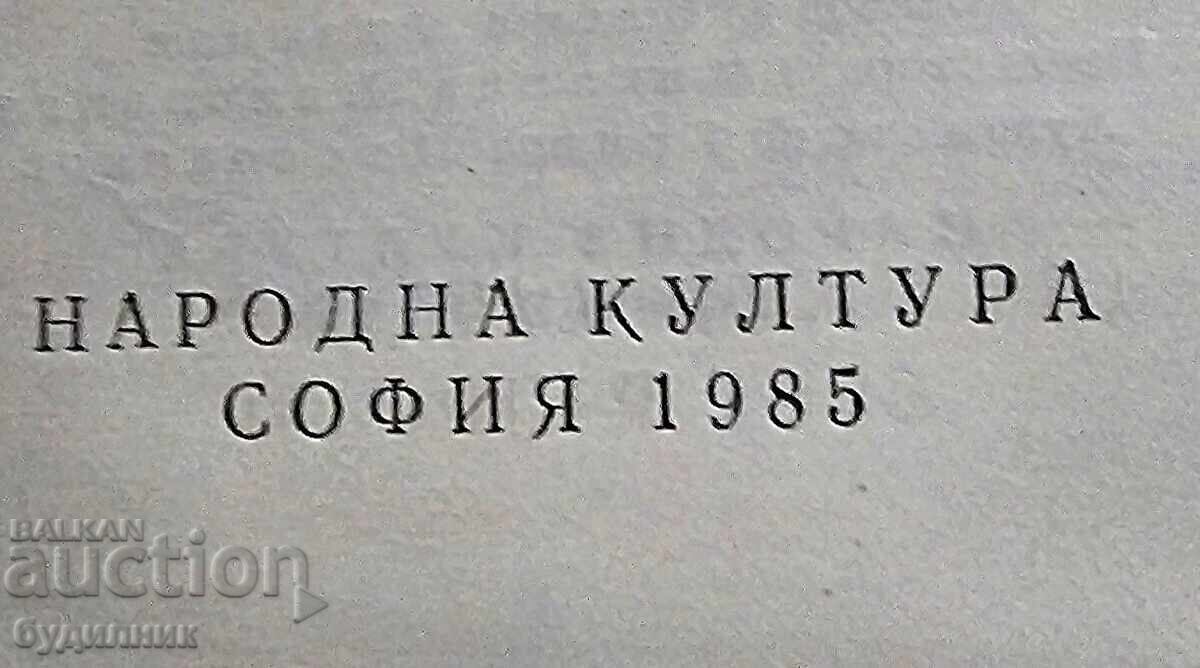 НАРОДНА КУЛТУРА
СОФИЯ 1985
BALKAN
auction
будилник